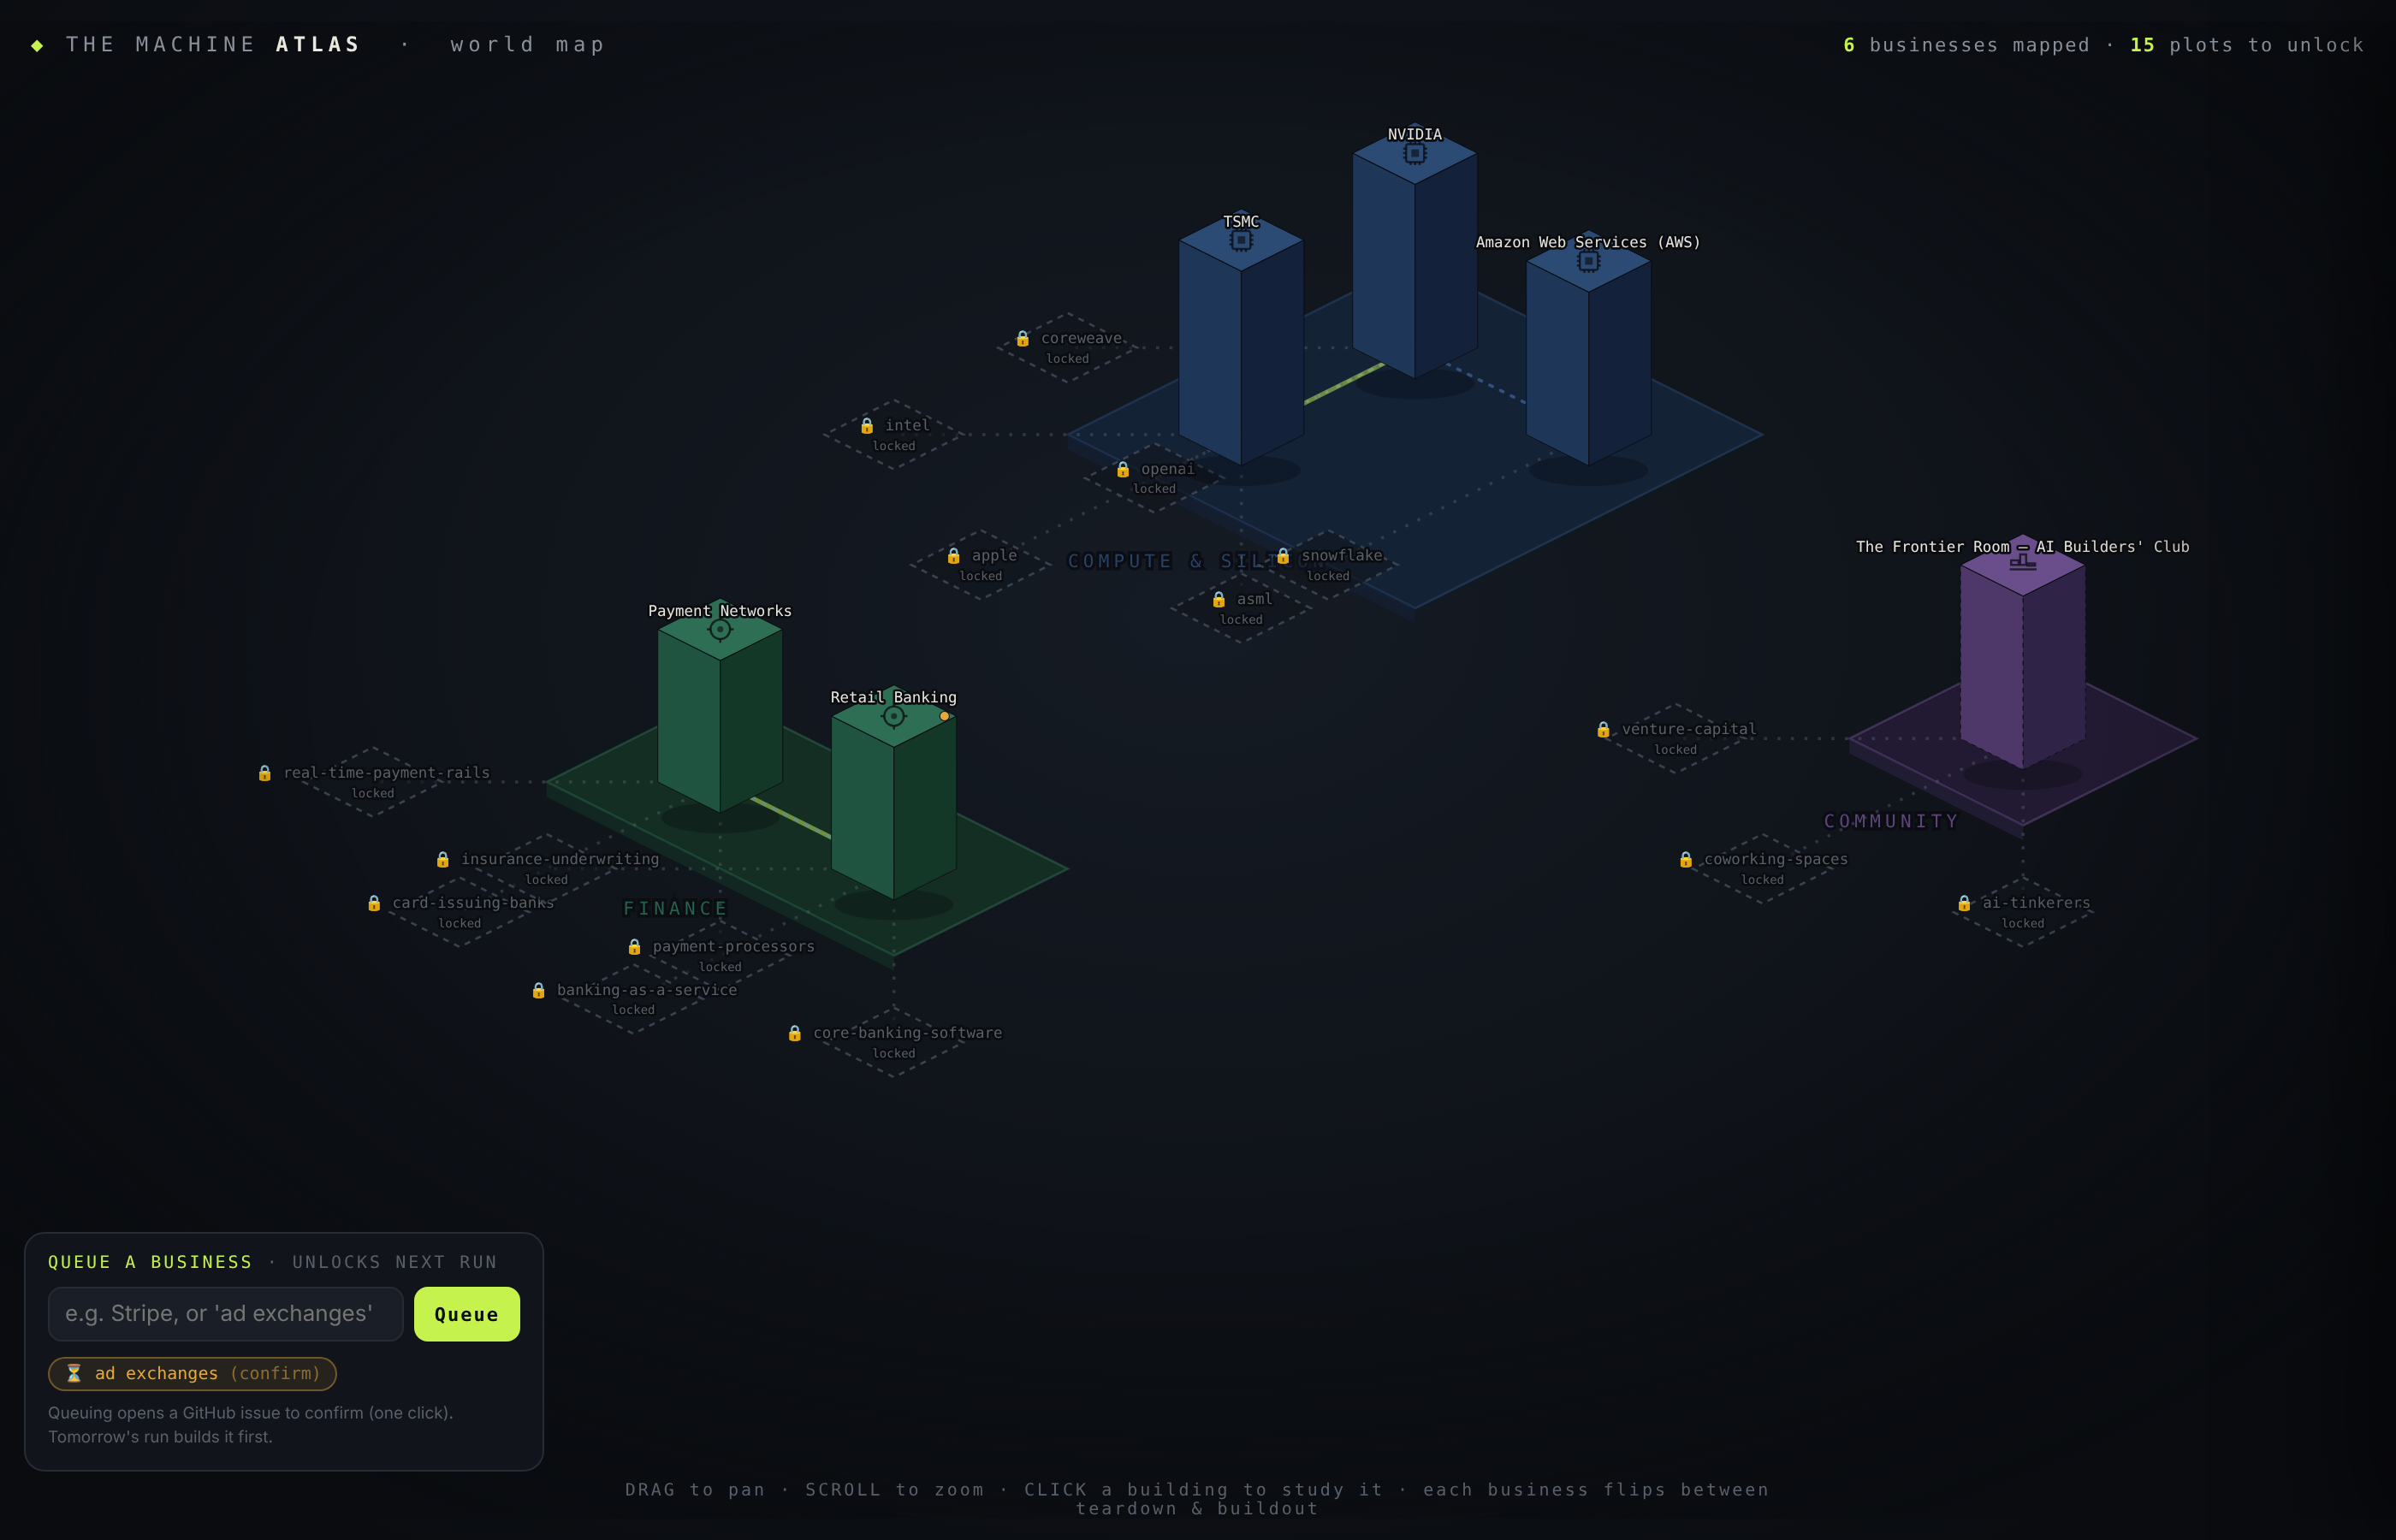 ◆ THE MACHINE ATLAS · world map
6 businesses mapped · 15 plots to unlock
NVIDIA
TSMC
Amazon Web Services (AWS)
🔒 coreweave
locked
🔒 intel
locked
🔒 openai
locked
🔒 apple
locked
COMPUTE & SILICON
🔒 snowflake
locked
🔒 asml
locked
The Frontier Room — AI Builders' Club
Payment Networks
Retail Banking
🔒 venture-capital
locked
🔒 real-time-payment-rails
locked
COMMUNITY
🔒 insurance-underwriting
locked
🔒 coworking-spaces
locked
🔒 card-issuing-banks
locked
FINANCE
🔒 ai-tinkerers
locked
🔒 payment-processors
locked
🔒 banking-as-a-service
locked
🔒 core-banking-software
locked
QUEUE A BUSINESS · UNLOCKS NEXT RUN
e.g. Stripe, or 'ad exchanges'
Queue
⏳ ad exchanges (confirm)
Queuing opens a GitHub issue to confirm (one click).
Tomorrow's run builds it first.
DRAG to pan · SCROLL to zoom · CLICK a building to study it · each business flips between
teardown & buildout